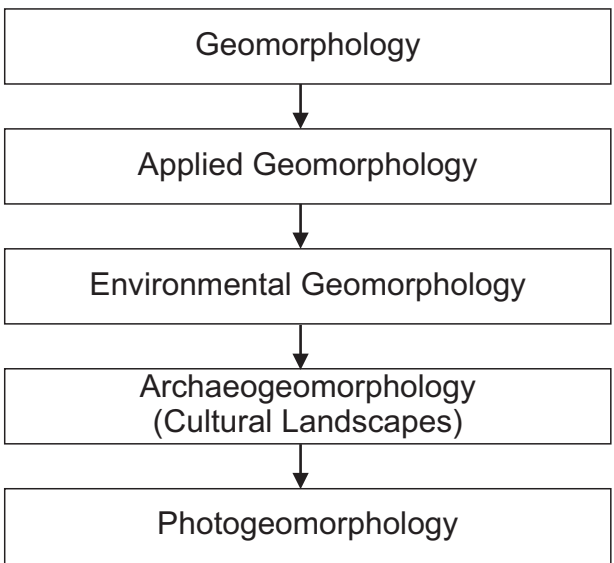 Geomorphology
Applied Geomorphology
Environmental Geomorphology
Archaeogeomorphology
(Cultural Landscapes)
Photogeomorphology